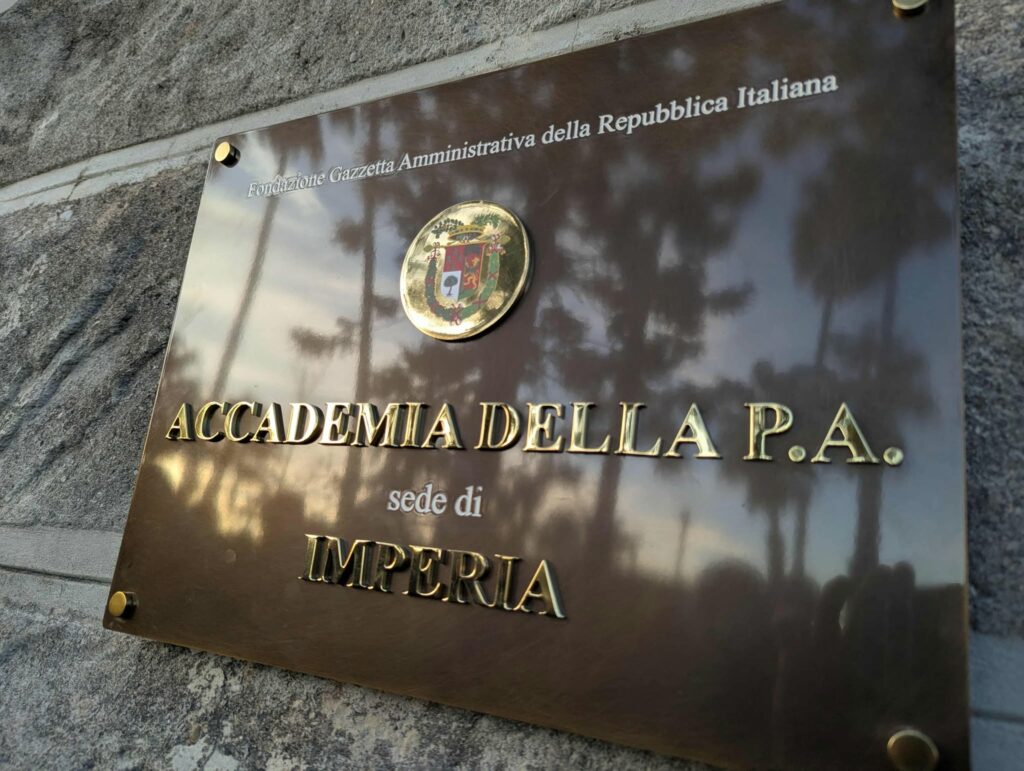 Fondazione Gazzetta Amministrativa della Repubblica Italiana
ACCADEMIA DELLA P.A.
sede di
IMPERIA